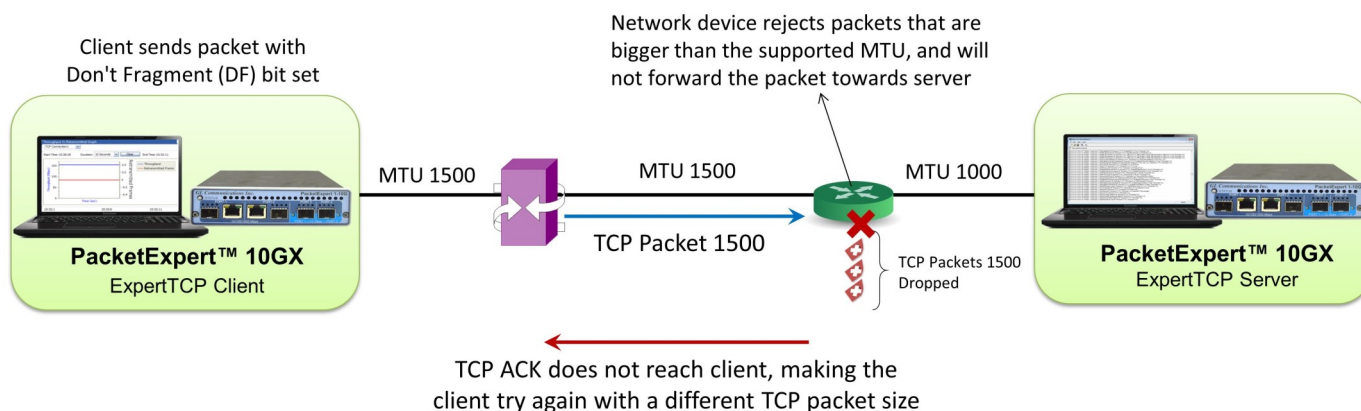 Client sends packet with
Don't Fragment (DF) bit set
Network device rejects packets that are
bigger than the supported MTU, and will
not forward the packet towards server
MTU 1500
MTU 1500
MTU 1000
TCP Packet 1500
TCP Packets 1500
Dropped
PacketExpert™ 10GX
ExpertTCP Client
PacketExpert™ 10GX
ExpertTCP Server
TCP ACK does not reach client, making the
client try again with a different TCP packet size